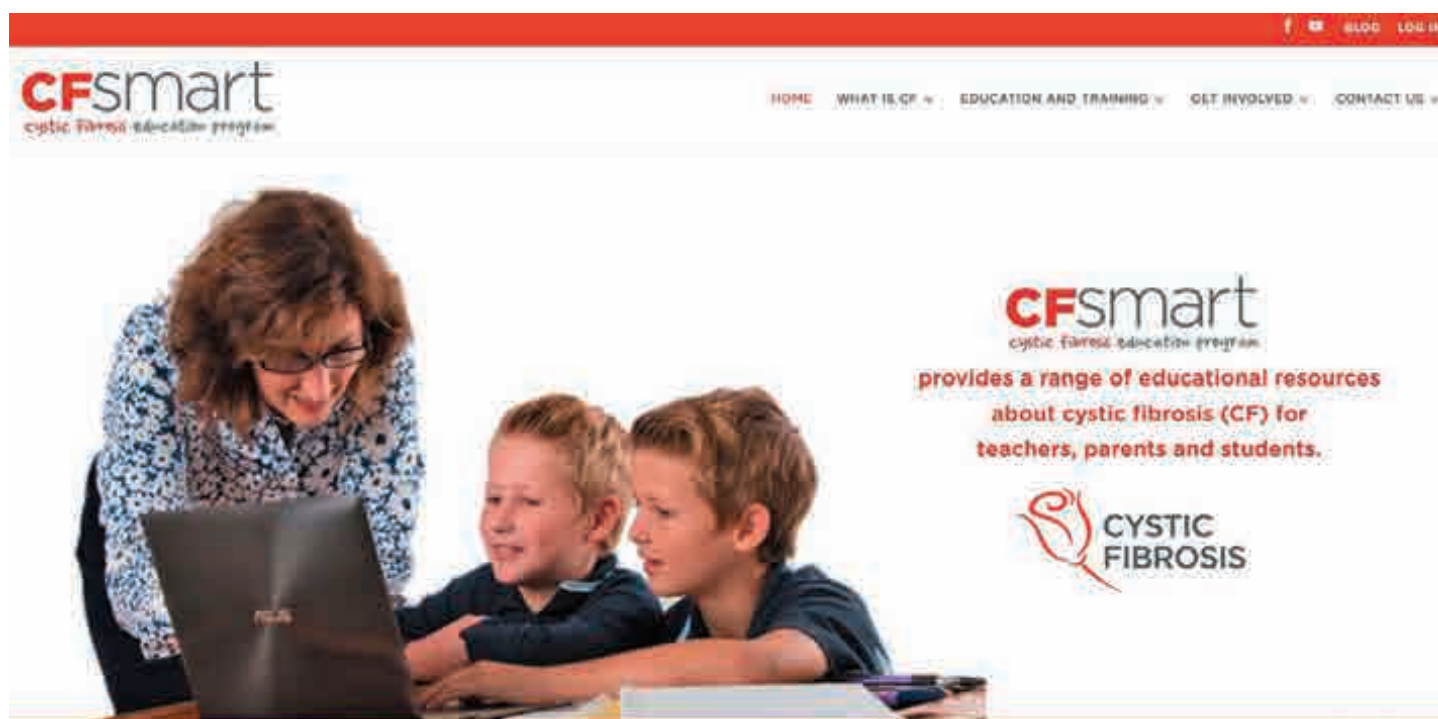 BLOG LOG IN
CFsmart
cystic fibrosis education program
HOME WHAT IS CF EDUCATION AND TRAINING GET INVOLVED CONTACT US
CFsmart
cystic fibrosis education program
provides a range of educational resources
about cystic fibrosis (CF) for
teachers, parents and students.
CYSTIC
FIBROSIS
ASUS